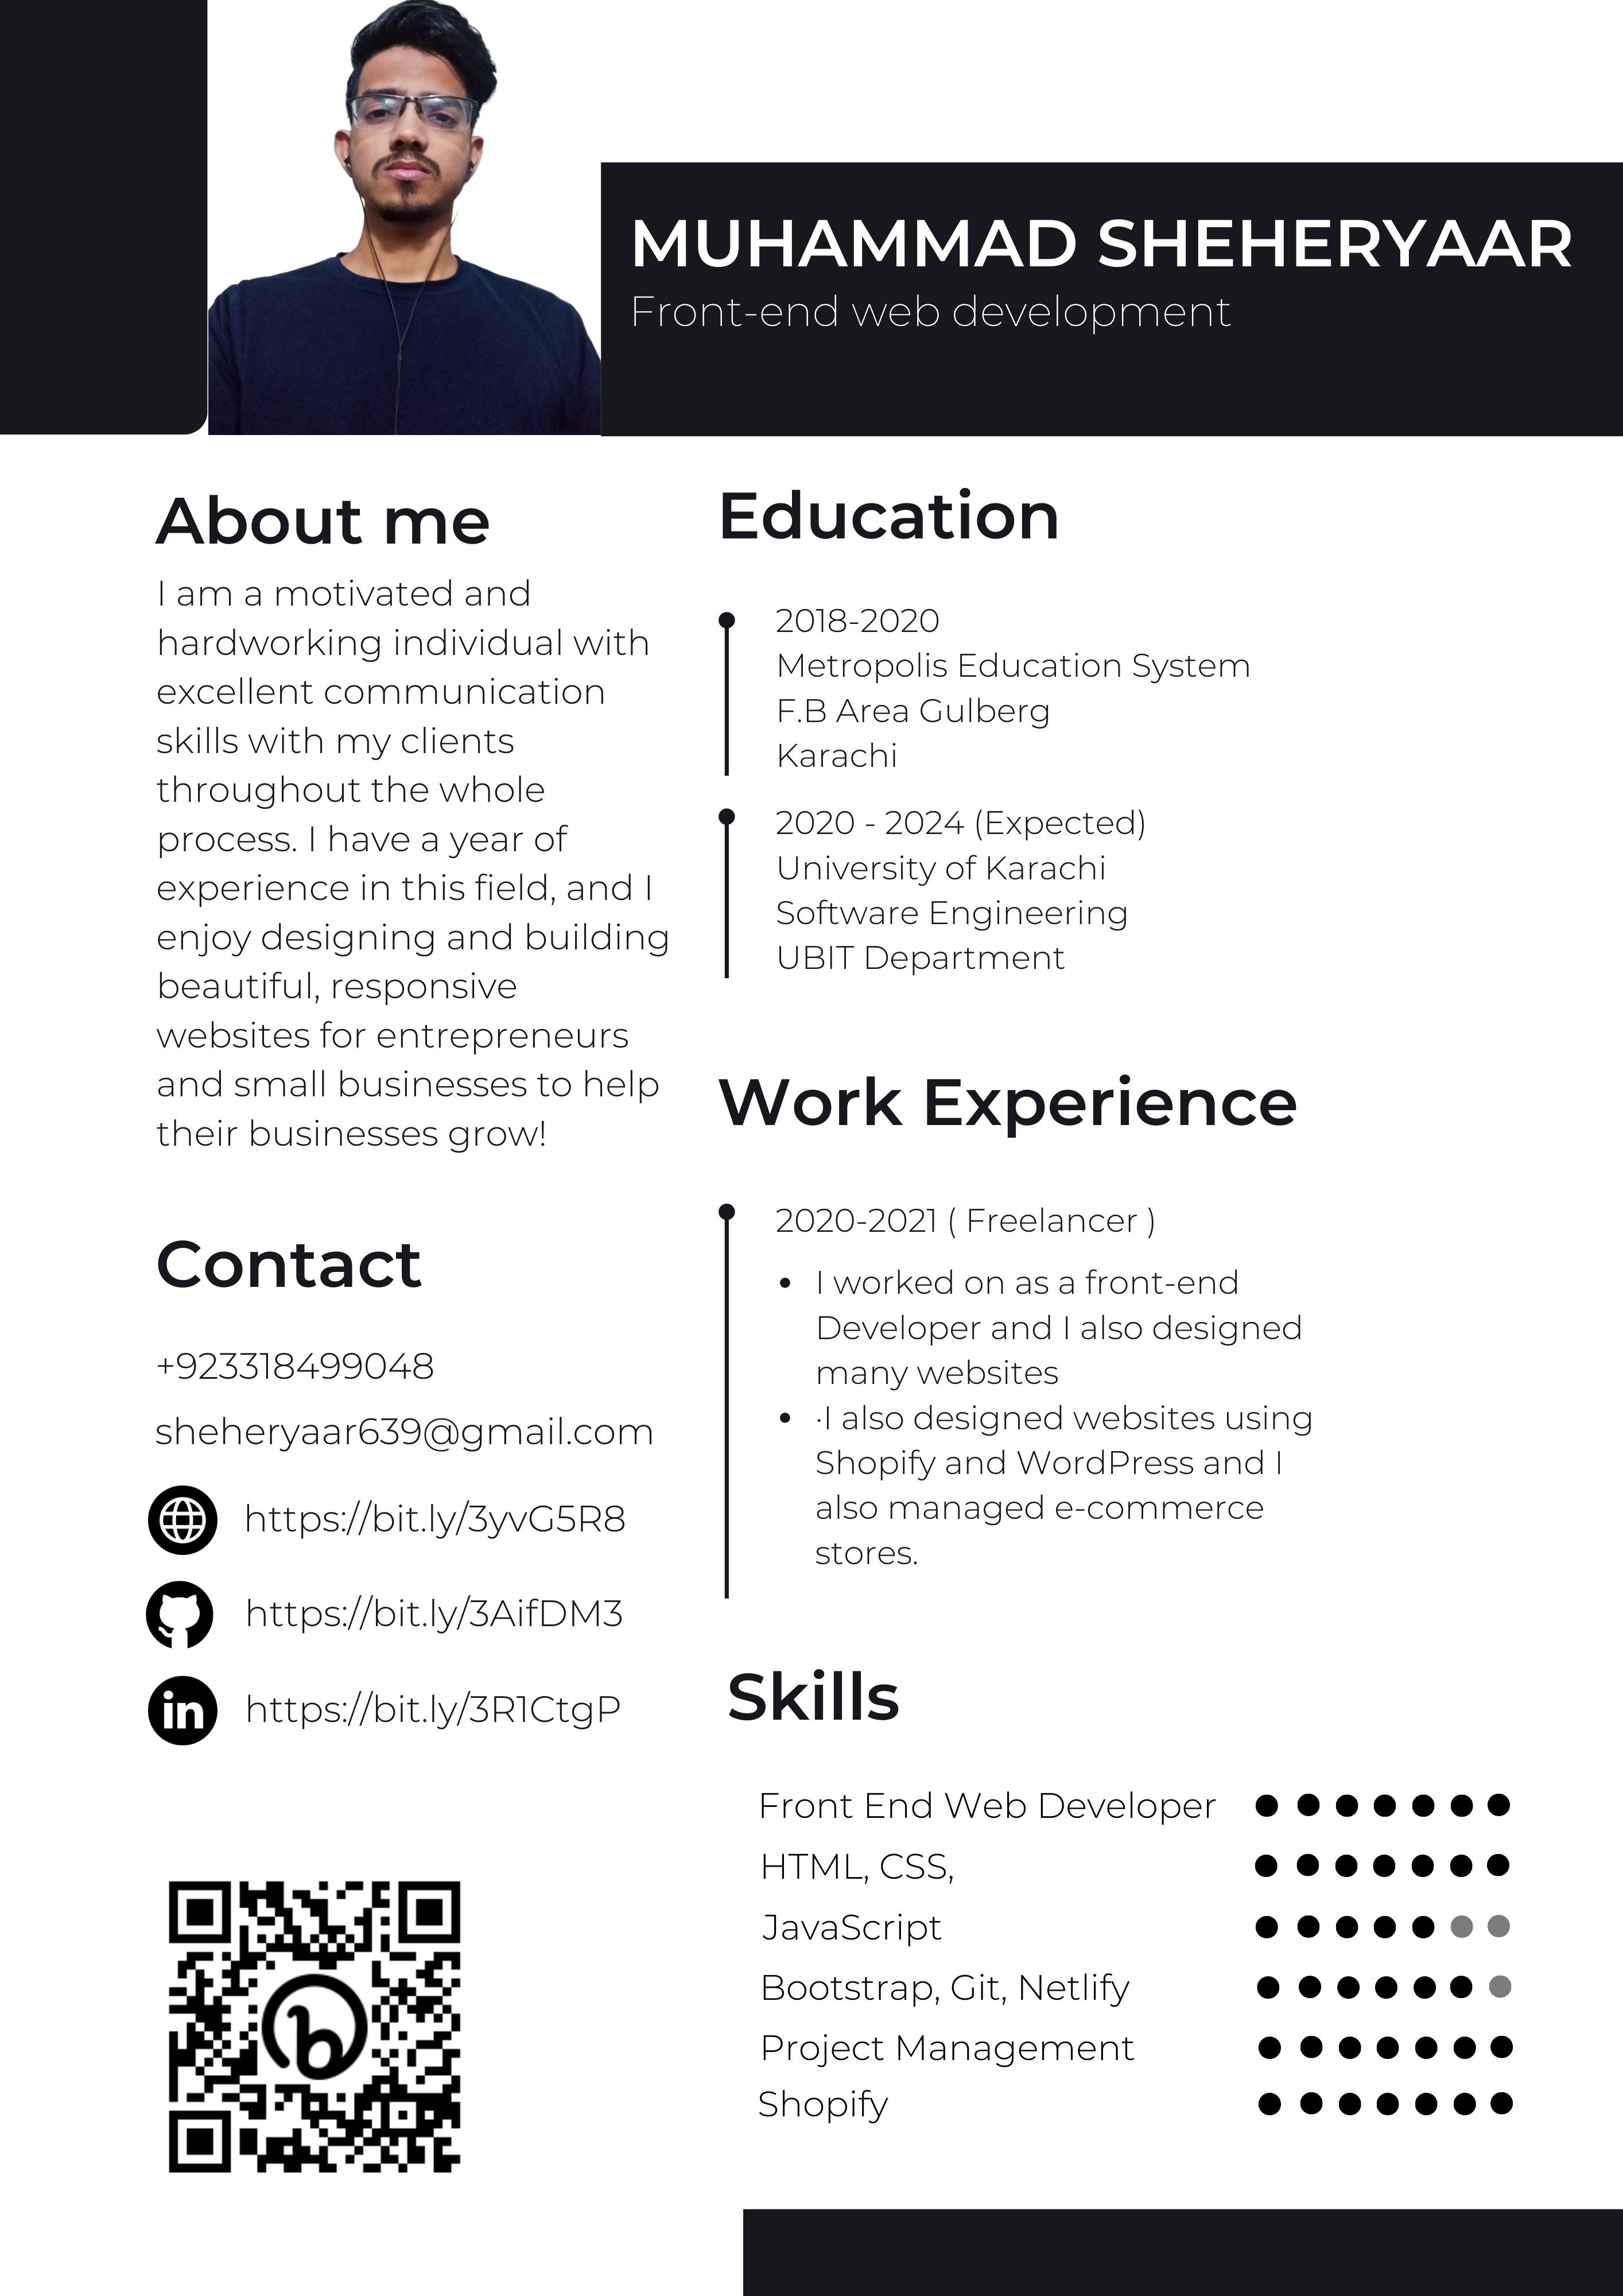 MUHAMMAD SHEHERYAAR
Front-end web development
About me
I am a motivated and
hardworking individual with
excellent communication
skills with my clients
throughout the whole
process. I have a year of
experience in this field, and I
enjoy designing and building
beautiful, responsive
websites for entrepreneurs
and small businesses to help
their businesses grow!
Contact
+923318499048
sheheryaar639@gmail.com
https://bit.ly/3yvG5R8
https://bit.ly/3AifDM3
in https://bit.ly/3R1CtgP
b
Education
2018-2020
Metropolis Education System
F.B Area Gulberg
Karachi
2020 - 2024 (Expected)
University of Karachi
Software Engineering
UBIT Department
Work Experience
2020-2021 ( Freelancer )
• I worked on as a front-end
Developer and I also designed
many websites
• ·I also designed websites using
Shopify and WordPress and I
also managed e-commerce
stores.
Skills
Front End Web Developer
HTML, CSS,
JavaScript
Bootstrap, Git, Netlify
Project Management
Shopify